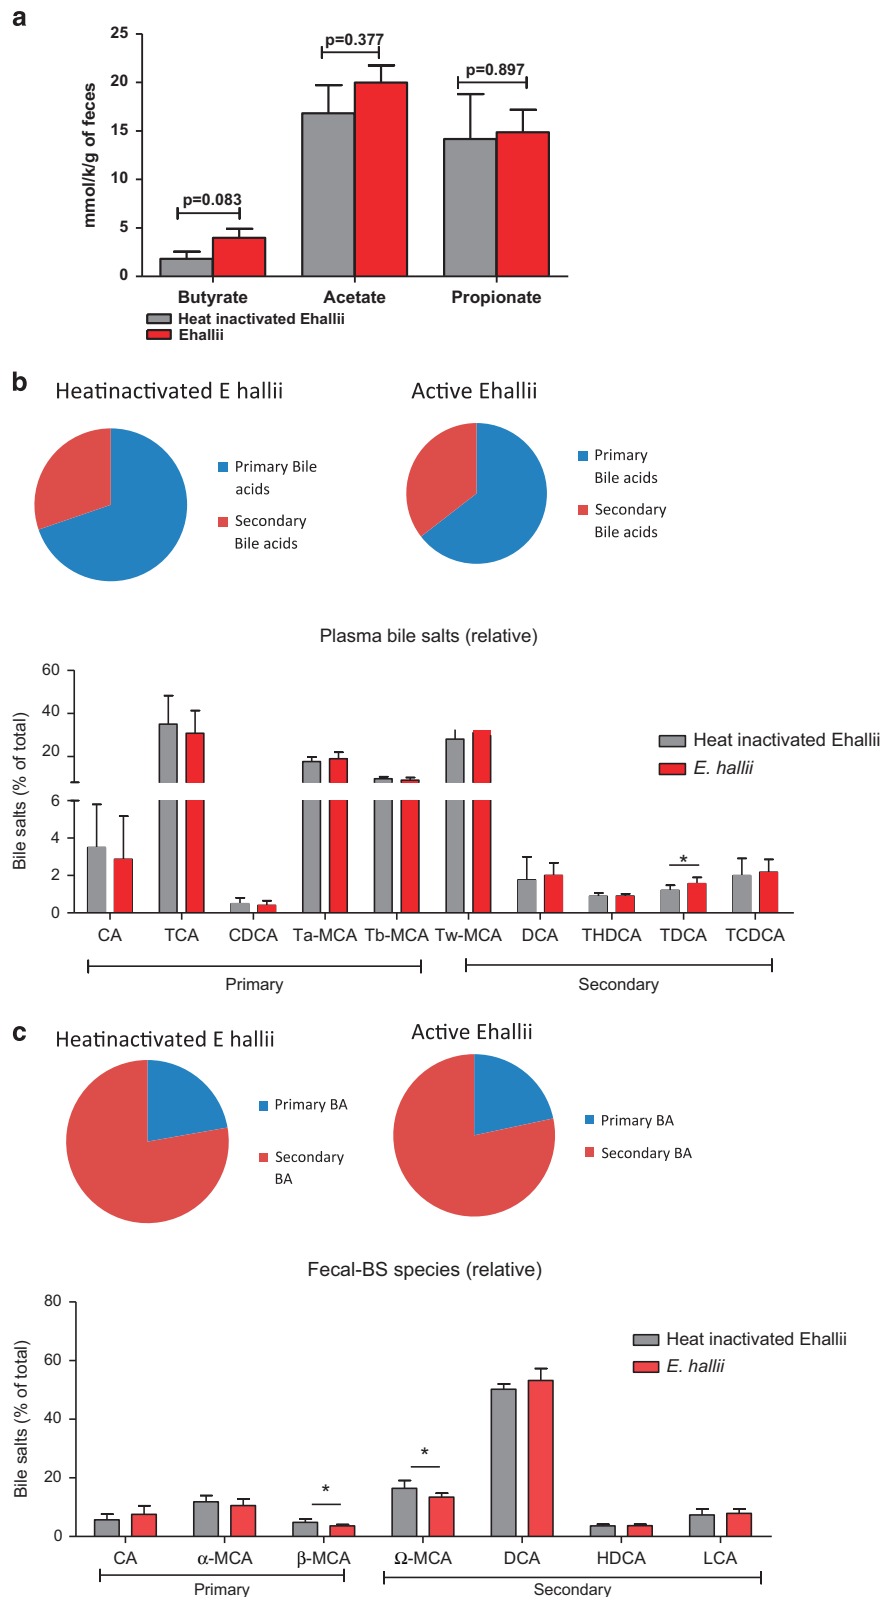 a
25
20
15
10
5
0
mmol/k/g of feces
p=0.083
p=0.377
p=0.897
Butyrate Acetate Propionate
Heat inactivated Ehallii
Ehallii
b
Heatinactivated E hallii
Primary Bile
acids
Secondary
Bile acids
Active Ehallii
Primary
Bile acids
Secondary
Bile acids
Plasma bile salts (relative)
Bile salts (% of total)
60
40
20
6
4
2
0
Heat inactivated Ehallii
E. hallii
*
CA TCA CDCA Ta-MCA Tb-MCA Tw-MCA DCA THDCA TDCA TCDCA
Primary Secondary
c
Heatinactivated E hallii
Primary BA
Secondary
BA
Active Ehallii
Primary BA
Secondary BA
Fecal-BS species (relative)
Bile salts (% of total)
80
60
40
20
0
Heat inactivated Ehallii
E. hallii
*
*
CA α-MCA β-MCA Ω-MCA DCA HDCA LCA
Primary Secondary